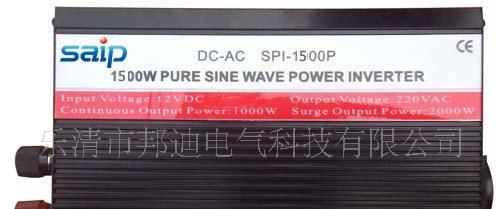 saip
DC-AC SPI-1500P
CE
1500W PURE SINE WAVE POWER INVERTER
Input Voltage:12VDC Output Voltage:220VAC
Continuous Output Power:1000W Surge Output Power:2000W
乐清市邦迪电气科技有限公司